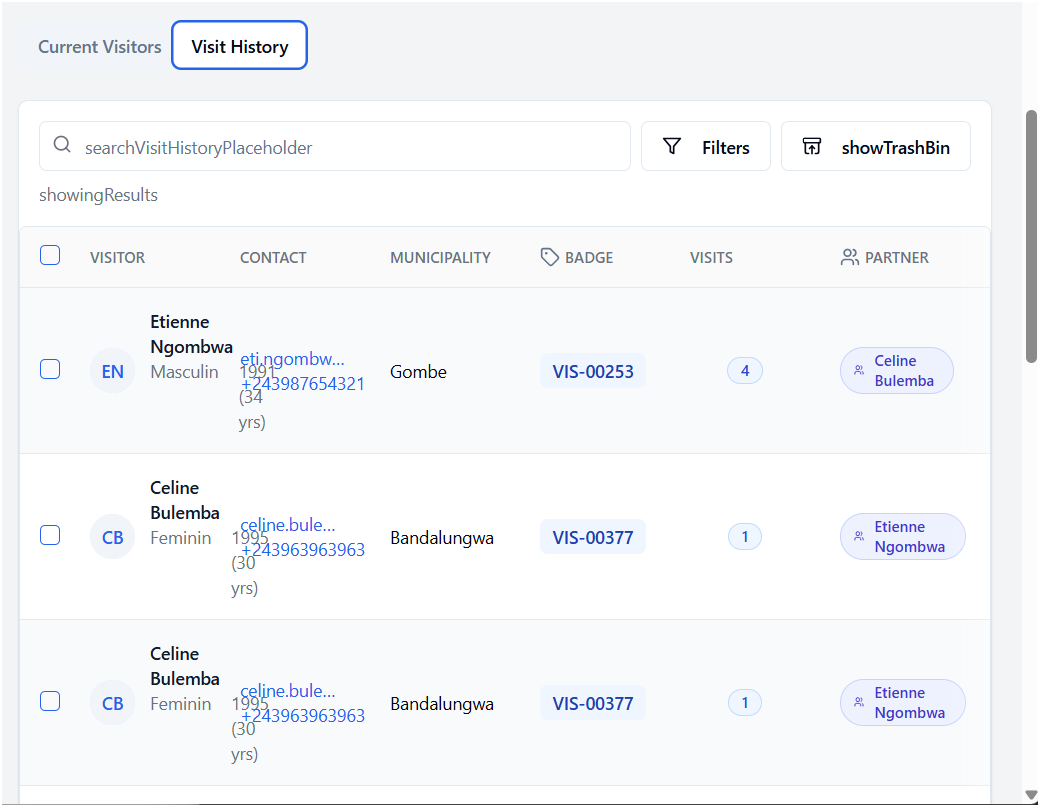 Current Visitors Visit History
searchVisitHistoryPlaceholder Filters showTrashBin
showingResults
VISITOR CONTACT MUNICIPALITY BADGE VISITS PARTNER
EN
Etienne
Ngombwa
Masculin
1991
(34
yrs)
eti.ngombw...
+243987654321
Gombe
VIS-00253
4
Celine
Bulemba
CB
Celine
Bulemba
Feminin
1995
(30
yrs)
celine.bule...
+243963963963
Bandalungwa
VIS-00377
1
Etienne
Ngombwa
CB
Celine
Bulemba
Feminin
1995
(30
yrs)
celine.bule...
+243963963963
Bandalungwa
VIS-00377
1
Etienne
Ngombwa